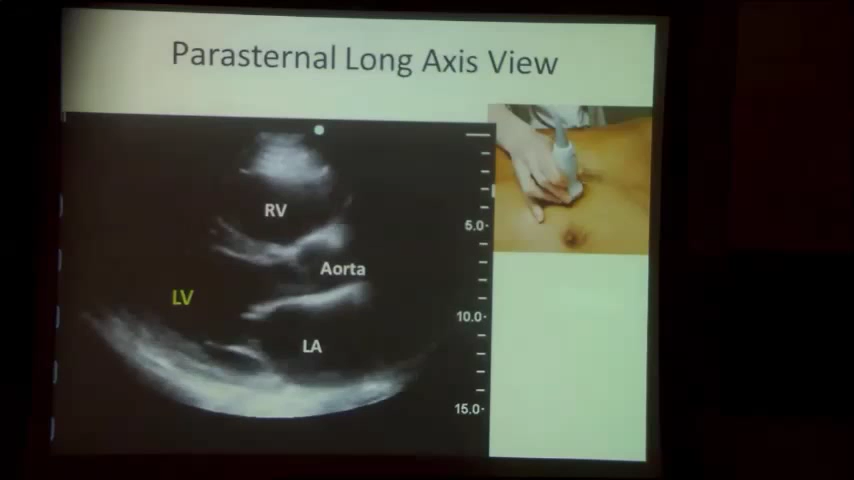 Parasternal Long Axis View
RV
5.0
Aorta
LV
10.0
LA
15.0